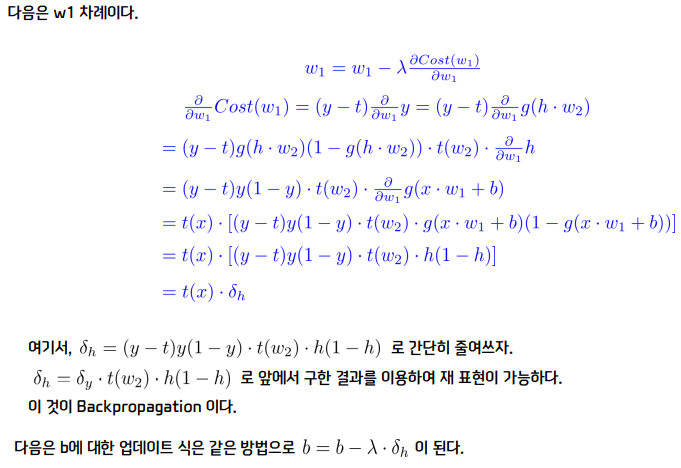 다음은 w1 차례이다.
$w_1 = w_1 - \lambda \frac{\partial Cost(w_1)}{\partial w_1}$
$\frac{\partial}{\partial w_1} Cost(w_1) = (y - t) \frac{\partial}{\partial w_1} y = (y - t) \frac{\partial}{\partial w_1} g(h \cdot w_2)$
$= (y - t)g(h \cdot w_2)(1 - g(h \cdot w_2)) \cdot t(w_2) \cdot \frac{\partial}{\partial w_1} h$
$= (y - t)y(1 - y) \cdot t(w_2) \cdot \frac{\partial}{\partial w_1} g(x \cdot w_1 + b)$
$= t(x) \cdot [(y - t)y(1 - y) \cdot t(w_2) \cdot g(x \cdot w_1 + b)(1 - g(x \cdot w_1 + b))]$
$= t(x) \cdot [(y - t)y(1 - y) \cdot t(w_2) \cdot h(1 - h)]$
$= t(x) \cdot \delta_h$
여기서, $\delta_h = (y - t)y(1 - y) \cdot t(w_2) \cdot h(1 - h)$ 로 간단히 줄여쓰자.
$\delta_h = \delta_y \cdot t(w_2) \cdot h(1 - h)$ 로 앞에서 구한 결과를 이용하여 재 표현이 가능하다.
이 것이 Backpropagation 이다.
다음은 b에 대한 업데이트 식은 같은 방법으로 $b = b - \lambda \cdot \delta_h$ 이 된다.